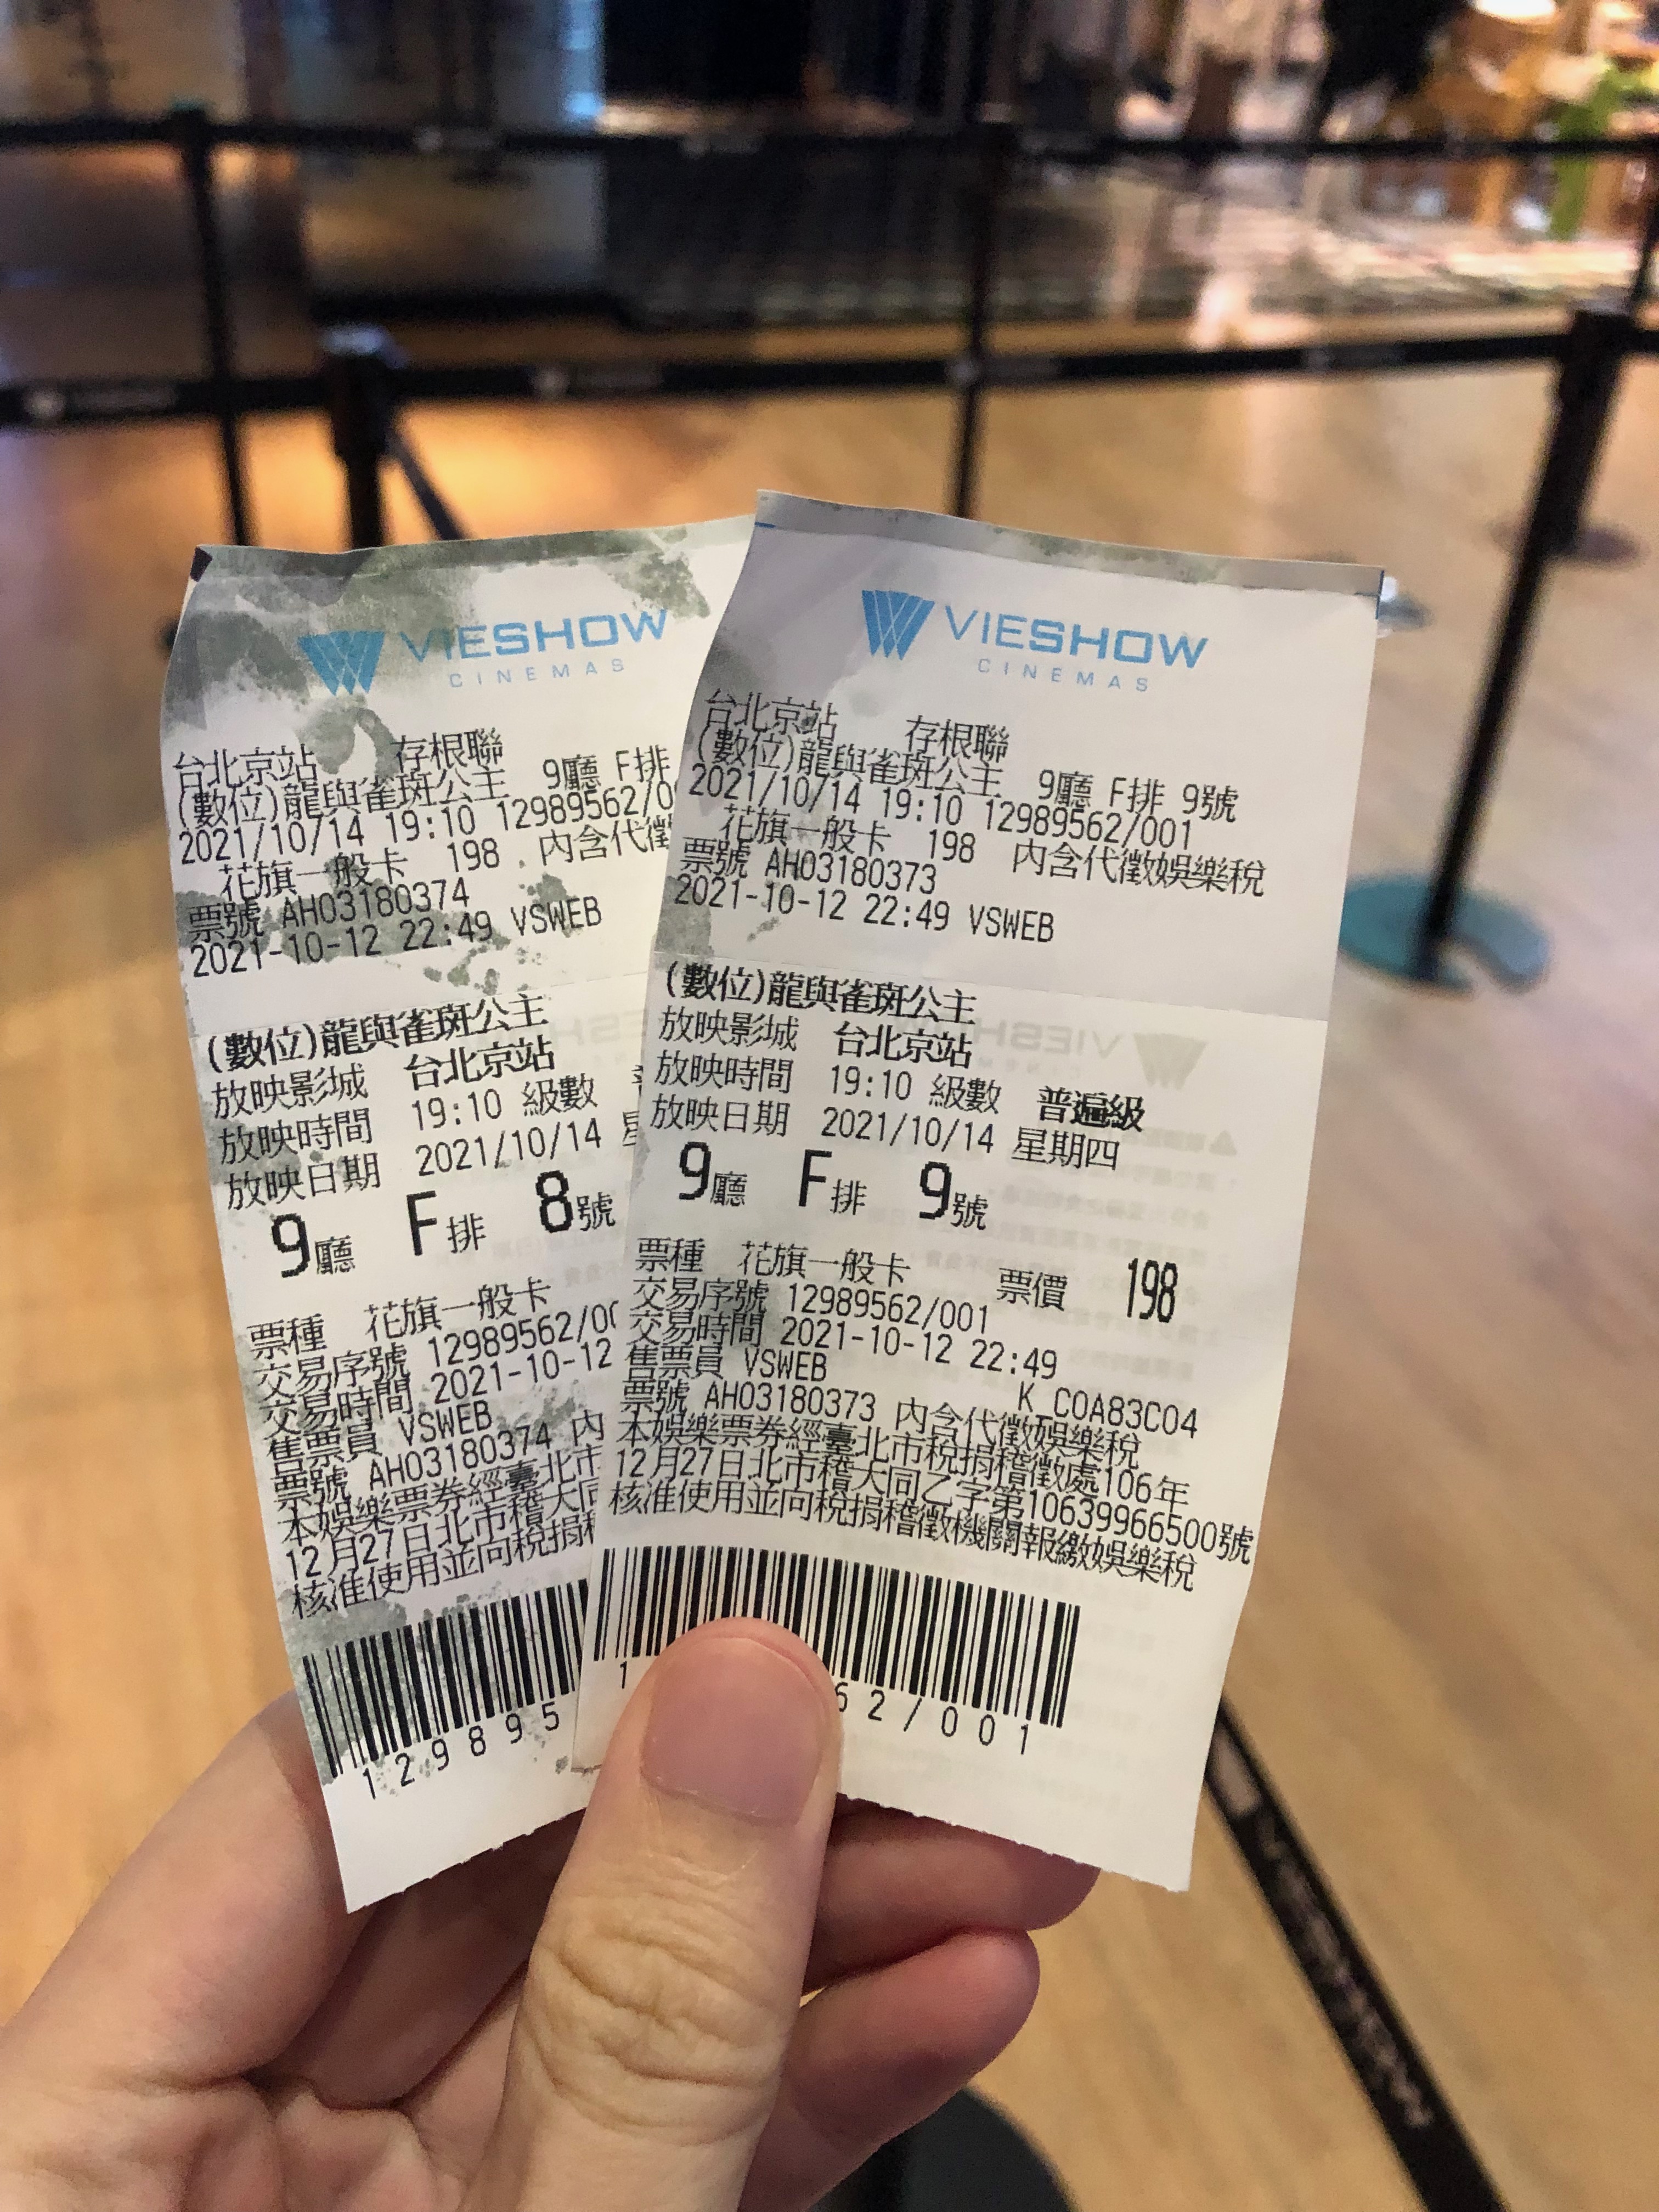 VIESHOW
CINEMAS
台北京站 存根聯
(數位)龍與雀斑公主 9廳 F排
2021/10/14 19:10 12989562/0
花旗一般卡 198 內含代徵
票號 AH03180374
2021-10-12 22:49 VSWEB
(數位)龍與雀斑公主
放映影城 台北京站
放映時間 19:10 級數
放映日期 2021/10/14 星
9廳 F排 8號
票種 花旗一般卡
交易序號 12989562/00
交易時間 2021-10-12
售票員 VSWEB
票號 AH03180374 內
本娛樂票券經臺北市
12月27日北市稽大同
核准使用並向稅捐稽
129895
VIESHOW
CINEMAS
台北京站 存根聯
(數位)龍與雀斑公主 9廳 F排 9號
2021/10/14 19:10 12989562/001
花旗一般卡 198 內含代徵娛樂稅
票號 AH03180373
2021-10-12 22:49 VSWEB
(數位)龍與雀斑公主
放映影城 台北京站
放映時間 19:10 級數 普遍級
放映日期 2021/10/14 星期四
9廳 F排 9號
票種 花旗一般卡 票價 198
交易序號 12989562/001
交易時間 2021-10-12 22:49
售票員 VSWEB K C0A83C04
票號 AH03180373 內含代徵娛樂稅
本娛樂票券經臺北市稅捐稽徵處106年
12月27日北市稽大同乙字第10639966500號
核准使用並向稅捐稽徵機關報繳娛樂稅
1 62/001